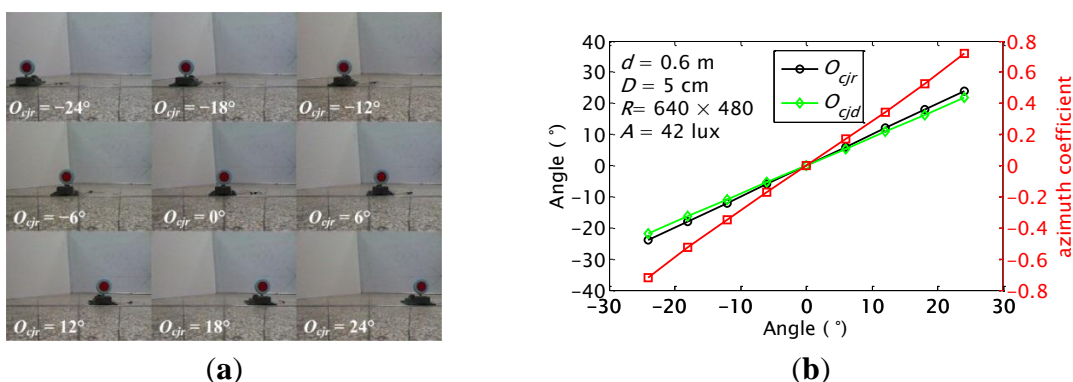 O_cjr = −24° O_cjr = −18° O_cjr = −12°
O_cjr = −6° O_cjr = 0° O_cjr = 6°
O_cjr = 12° O_cjr = 18° O_cjr = 24°
(a)
40
30
20
10
0
−10
−20
−30
−40
Angle (°)
d = 0.6 m
D = 5 cm
R= 640 × 480
A = 42 lux
O_cjr
O_cjd
0.8
0.6
0.4
0.2
0
−0.2
−0.4
−0.6
−0.8
azimuth coefficient
−30 −20 −10 0 10 20 30
Angle (°)
(b)